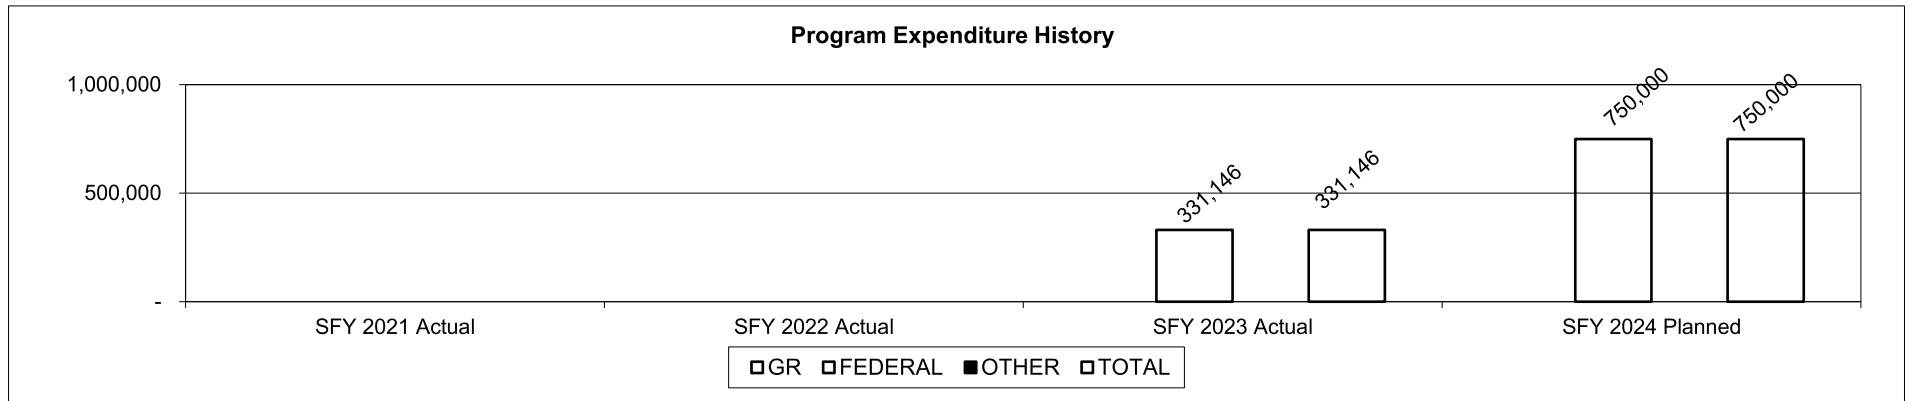 Program Expenditure History
1,000,000
500,000
-
331,146
331,146
750,000
750,000
SFY 2021 Actual
SFY 2022 Actual
SFY 2023 Actual
SFY 2024 Planned
GR FEDERAL OTHER TOTAL